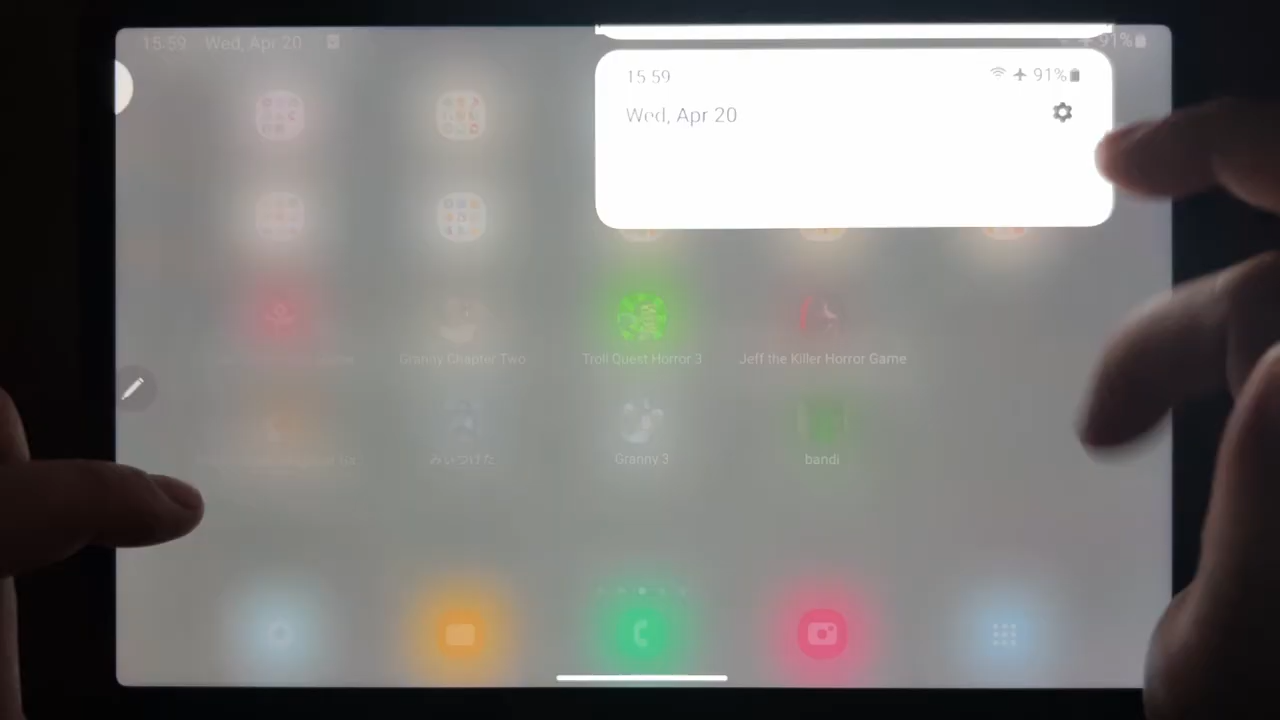 15:59 Wed, Apr 20
91%
15 59
91%
Wed, Apr 20
Granny Chapter Two
Troll Quest Horror 3
Jeff the Killer Horror Game
みいつけた
Granny 3
bandi